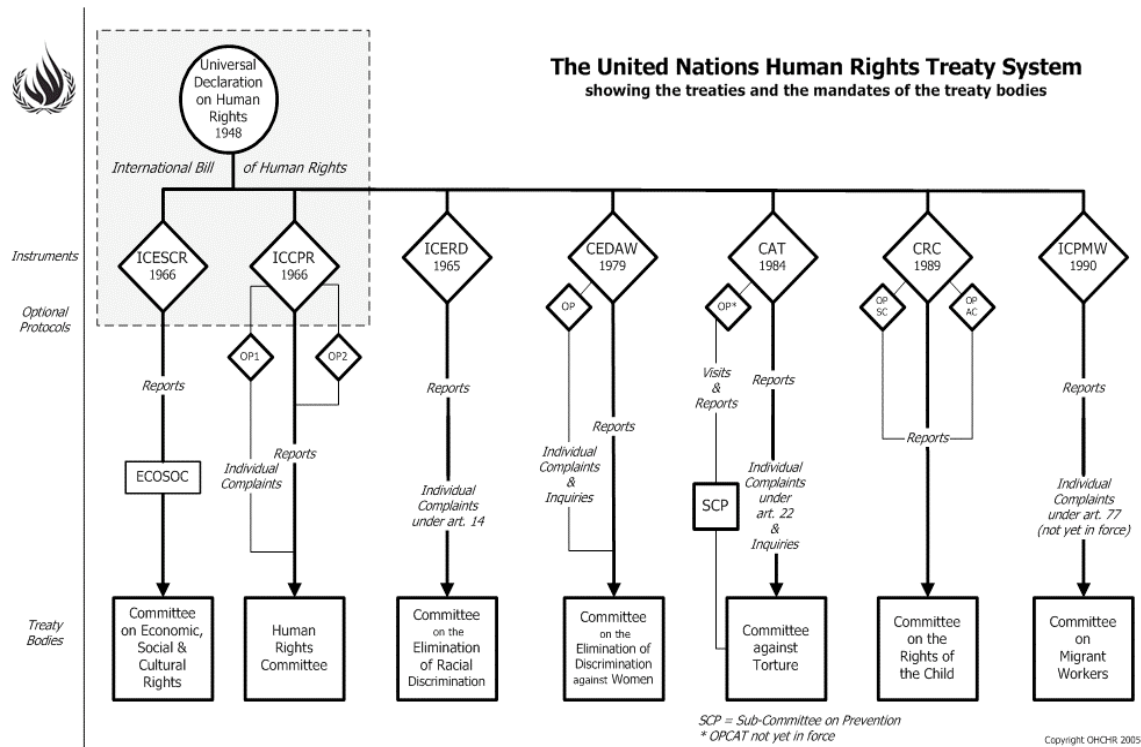 The United Nations Human Rights Treaty System
showing the treaties and the mandates of the treaty bodies
Universal
Declaration
on Human
Rights
1948
International Bill
of Human Rights
Instruments
ICESCR
1966
ICCPR
1966
ICERD
1965
CEDAW
1979
CAT
1984
CRC
1989
ICPMW
1990
Optional
Protocols
OP1
OP2
OP
OP*
OP
SC
OP
AC
Reports
ECOSOC
Individual
Complaints
Reports
Reports
Individual
Complaints
under art. 14
Individual
Complaints
&
Inquiries
Reports
Visits
&
Reports
SCP
Reports
Individual
Complaints
under
art. 22
&
Inquiries
Reports
Reports
Individual
Complaints
under art. 77
(not yet in force)
Treaty
Bodies
Committee
on Economic,
Social &
Cultural
Rights
Human
Rights
Committee
Committee
on the
Elimination
of Racial
Discrimination
Committee
on the
Elimination of
Discrimination
against Women
Committee
against
Torture
Committee
on the
Rights of
the Child
Committee
on
Migrant
Workers
SCP = Sub-Committee on Prevention
* OPCAT not yet in force
Copyright OHCHR 2005